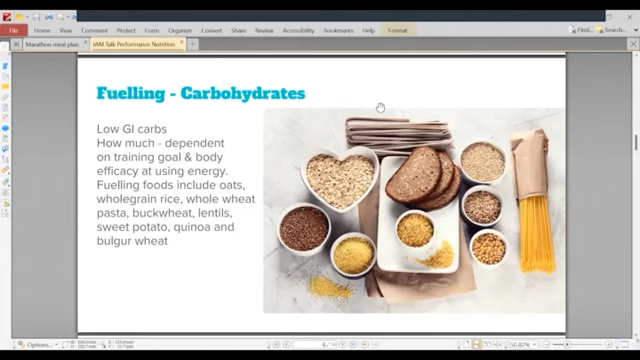 File Home View Comment Protect Form Organize Convert Share Review Accessibility Bookmarks Help Format Find... Search...
Marathon meal plan JAM Talk Performance Nutrition
Fuelling - Carbohydrates
Low GI carbs
How much - dependent
on training goal & body
efficacy at using energy.
Fuelling foods include oats,
wholegrain rice, whole wheat
pasta, buckwheat, lentils,
sweet potato, quinoa and
bulgur wheat
Options... 50.82%